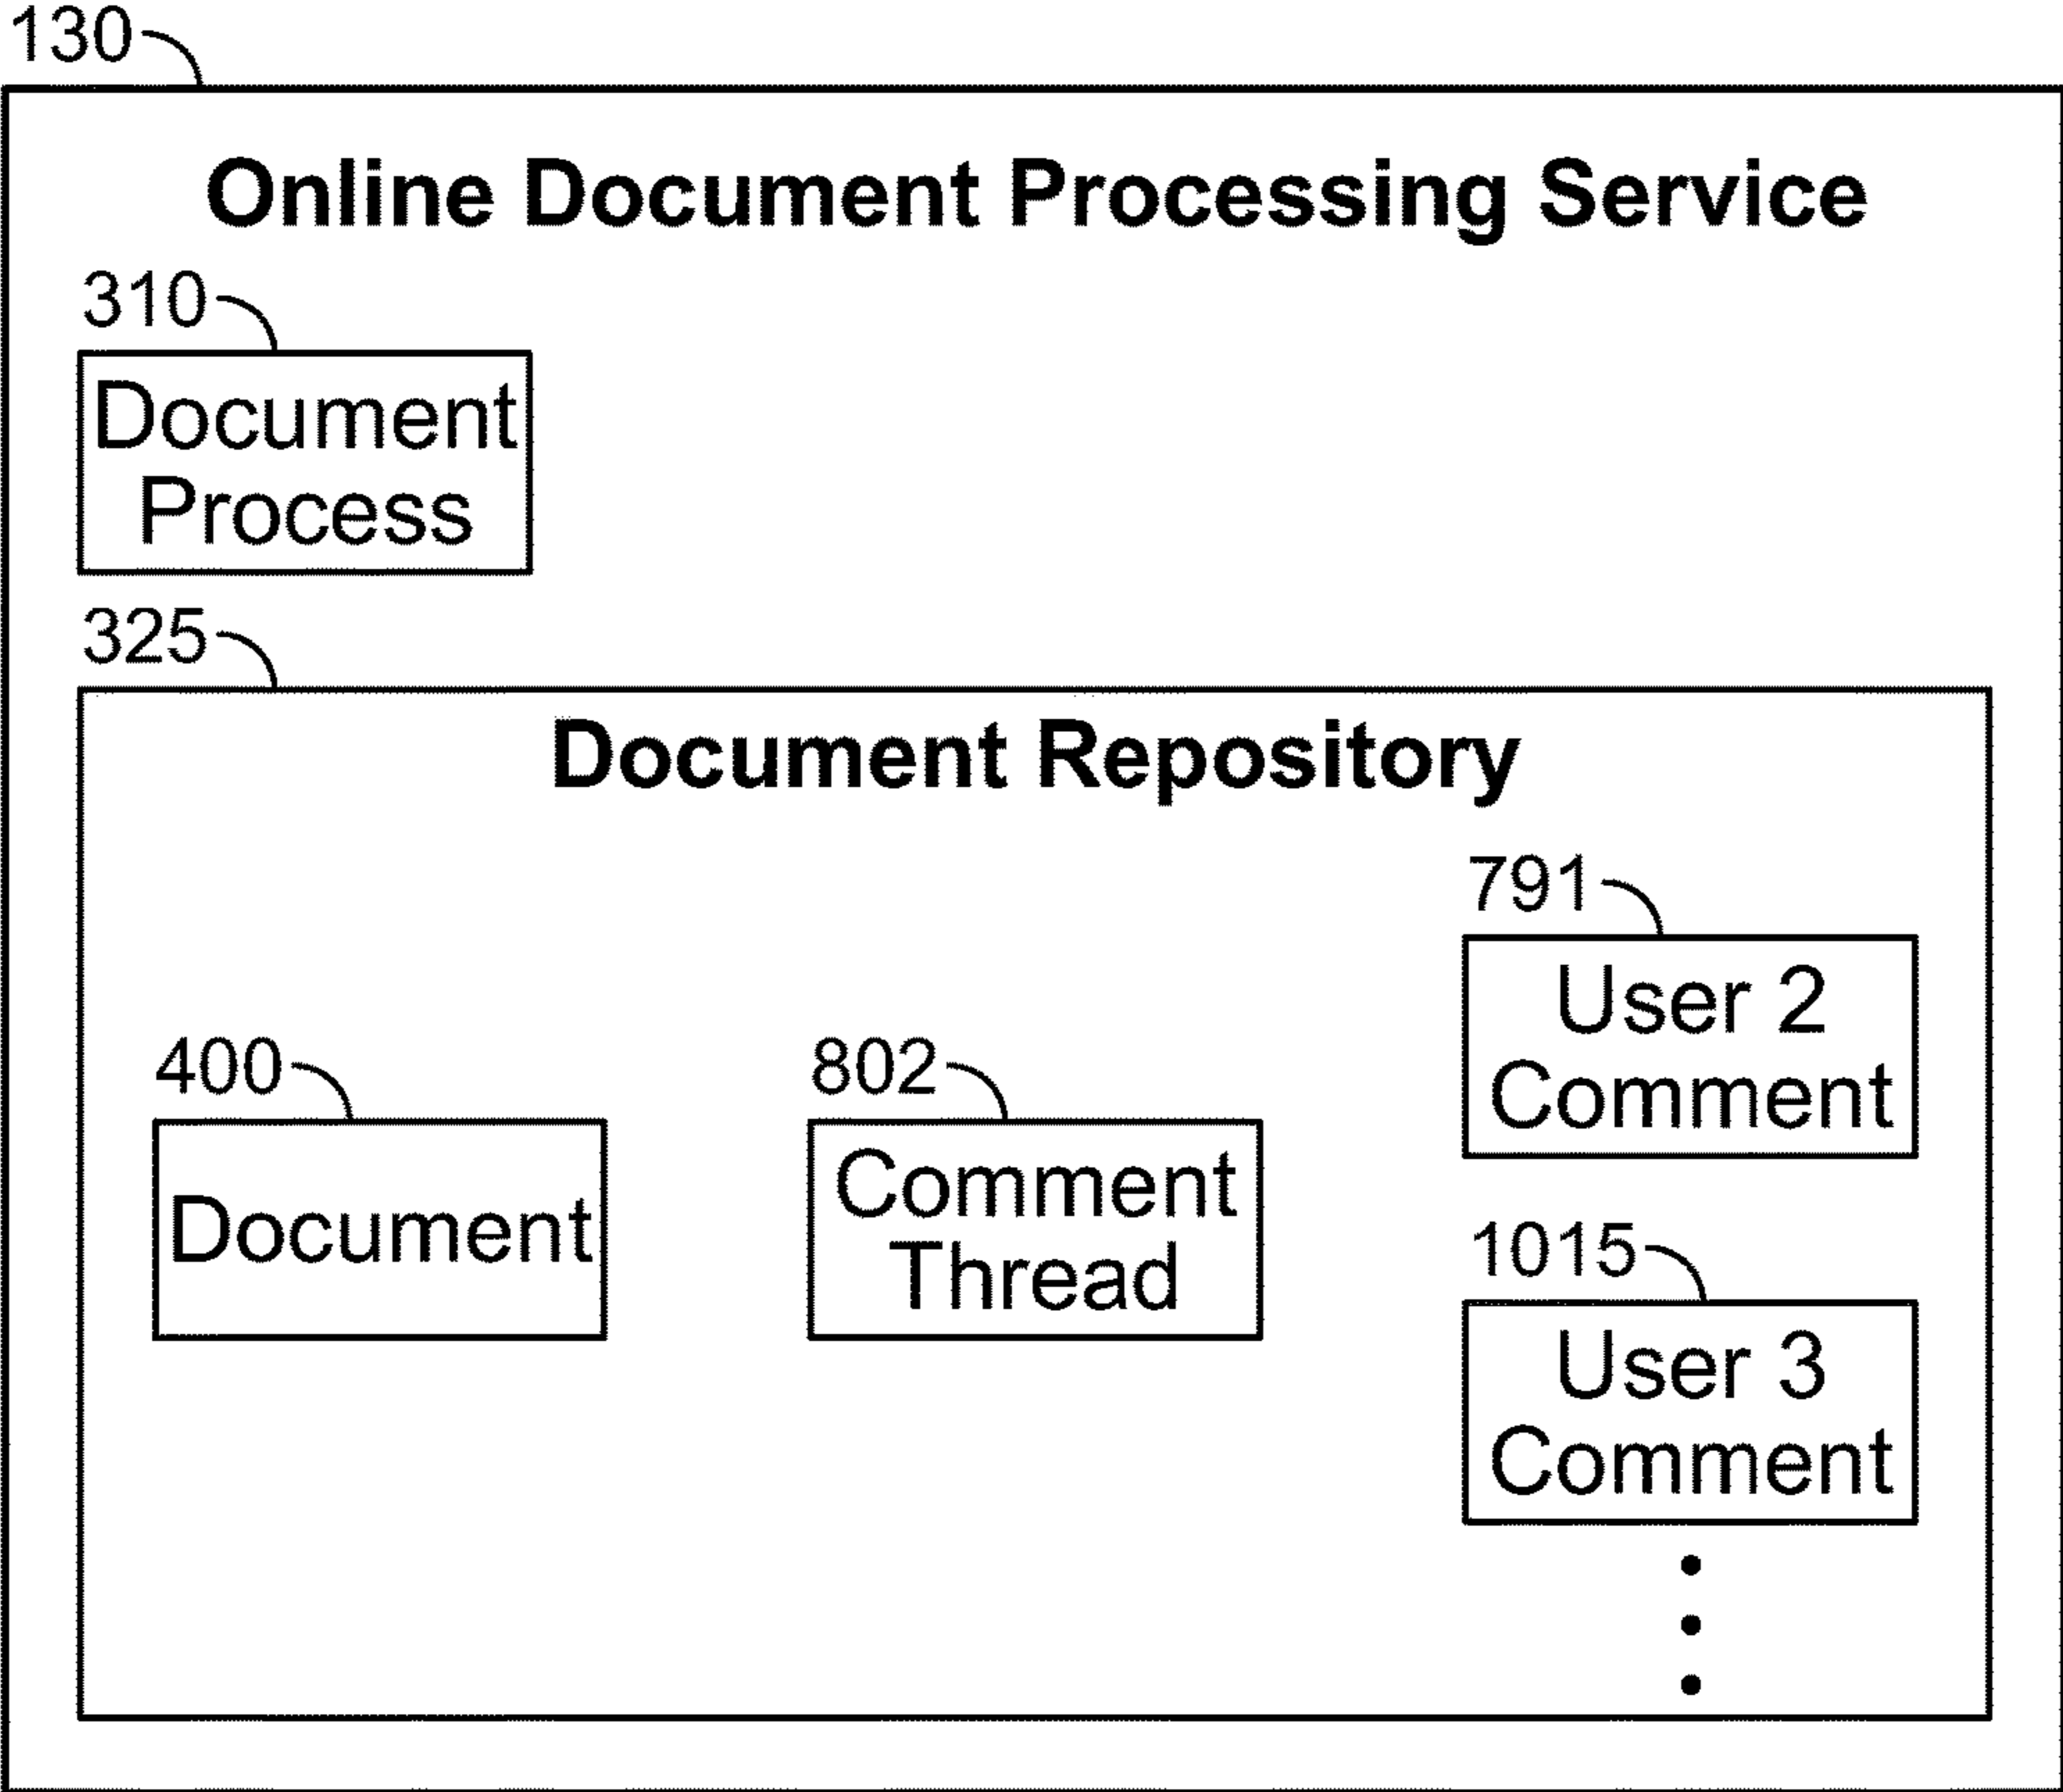 130
Online Document Processing Service
310
Document
Process
325
Document Repository
791
User 2
Comment
400
Document
802
Comment
Thread
1015
User 3
Comment